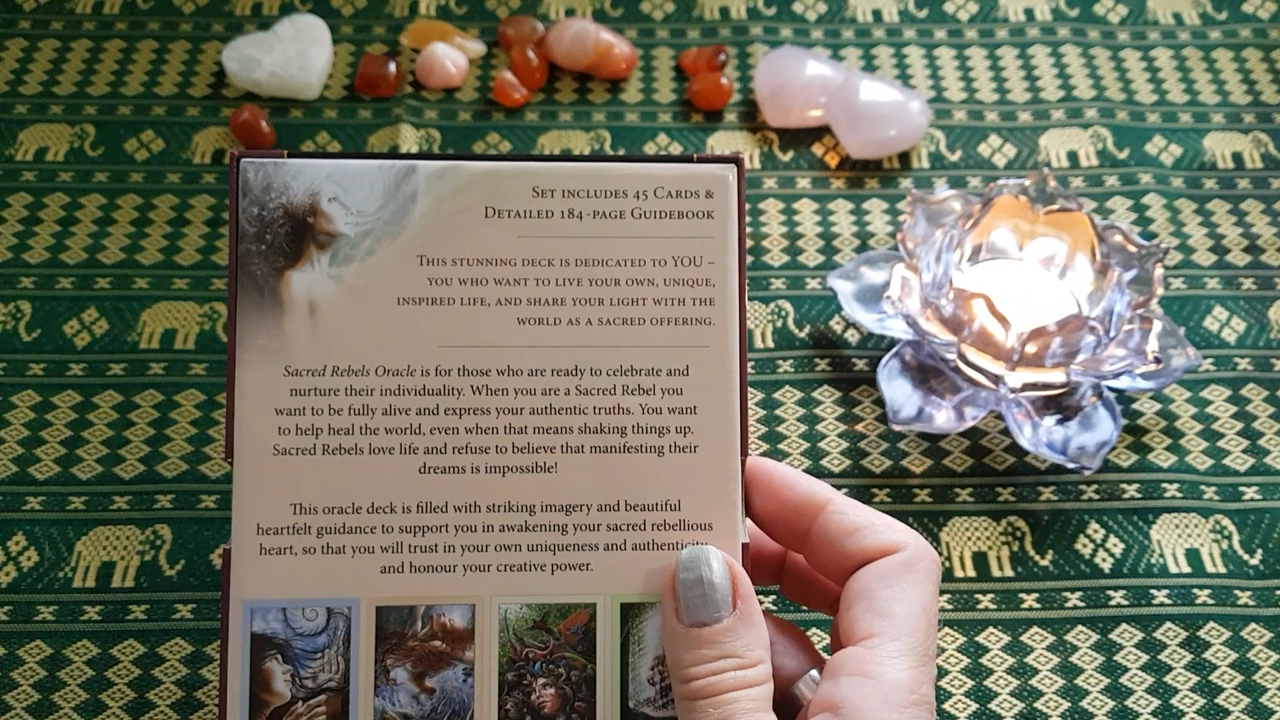 SET INCLUDES 45 CARDS &
DETAILED 184-PAGE GUIDEBOOK
THIS STUNNING DECK IS DEDICATED TO YOU –
YOU WHO WANT TO LIVE YOUR OWN, UNIQUE,
INSPIRED LIFE, AND SHARE YOUR LIGHT WITH THE
WORLD AS A SACRED OFFERING.
Sacred Rebels Oracle is for those who are ready to celebrate and
nurture their individuality. When you are a Sacred Rebel you
want to be fully alive and express your authentic truths. You want
to help heal the world, even when that means shaking things up.
Sacred Rebels love life and refuse to believe that manifesting their
dreams is impossible!
This oracle deck is filled with striking imagery and beautiful
heartfelt guidance to support you in awakening your sacred rebellious
heart, so that you will trust in your own uniqueness and authenticity
and honour your creative power.